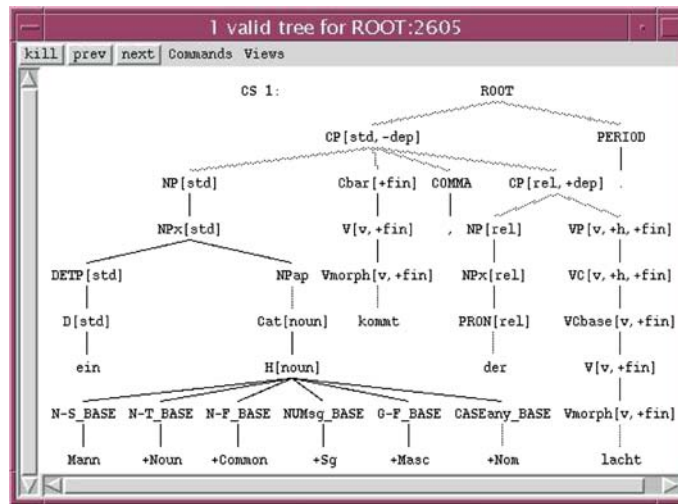 1 valid tree for ROOT:2605
kill prev next Commands Views
CS 1: ROOT
CP[std,-dep] PERIOD
NP[std] Cbar[+fin] COMMA CP[rel,+dep] .
NPx[std] V[v,+fin] , NP[rel] VP[v,+h,+fin]
DETP[std] NPap Vmorph[v,+fin] NPx[rel] VC[v,+h,+fin]
D[std] Cat[noun] kommt PRON[rel] VCbase[v,+fin]
ein H[noun] der V[v,+fin]
N-S_BASE N-T_BASE N-F_BASE NUMsg_BASE G-F_BASE CASEany_BASE Vmorph[v,+fin]
Mann +Noun +Common +Sg +Masc +Nom lacht